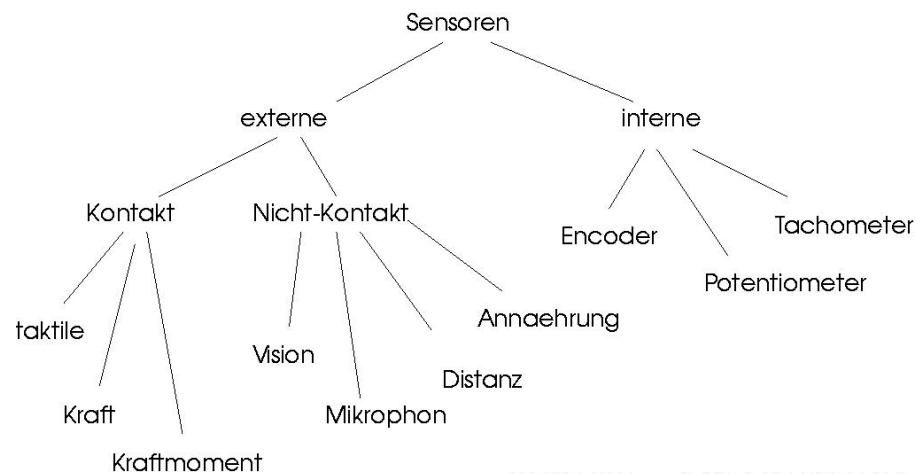 Sensoren
externe
interne
Kontakt
Nicht-Kontakt
Encoder
Tachometer
Potentiometer
taktile
Kraft
Kraftmoment
Vision
Mikrophon
Distanz
Annaehrung